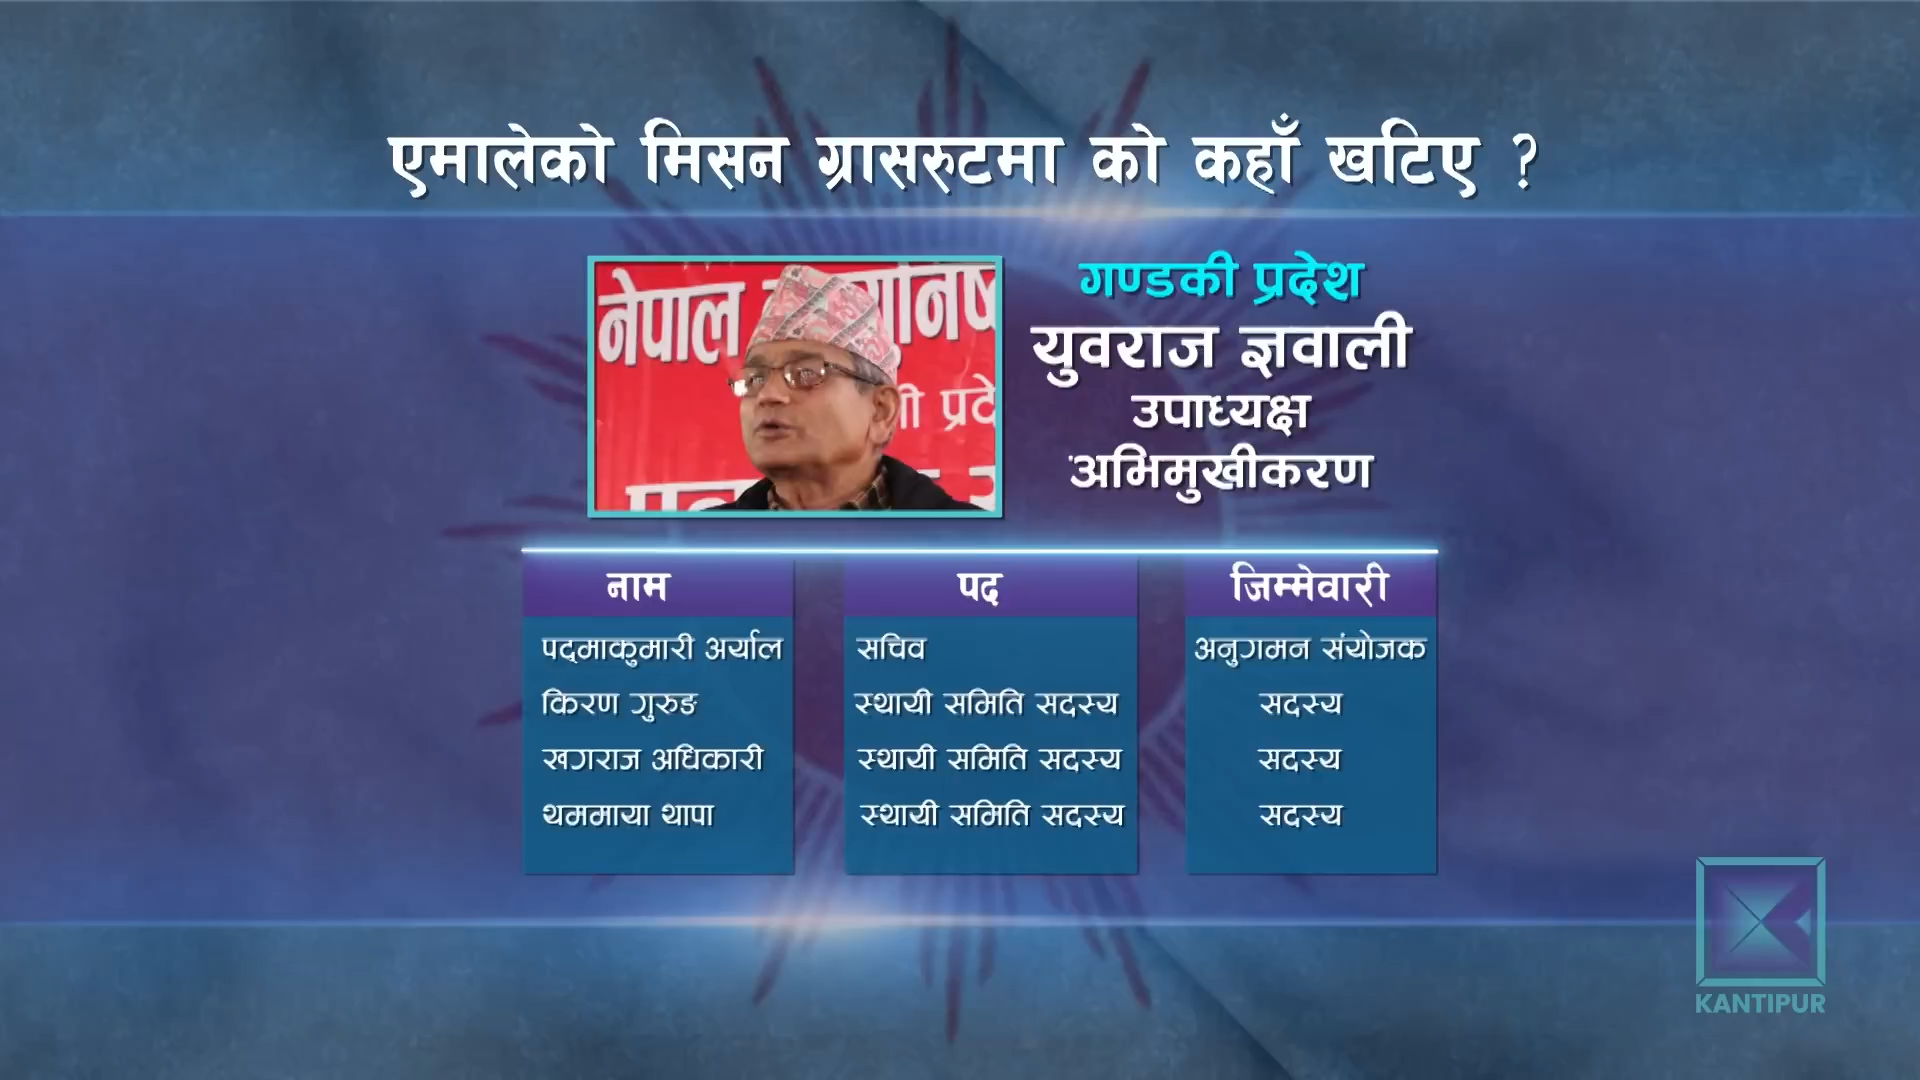 एमालेको मिसन ग्रासरुटमा को कहाँ खटिए ?
नेपाल
गण्डकी प्रदेश
युवराज ज्ञवाली
उपाध्यक्ष
अभिमुखीकरण
नाम पद जिम्मेवारी
पद्माकुमारी अर्याल सचिव अनुगमन संयोजक
किरण गुरुङ स्थायी समिति सदस्य सदस्य
खगराज अधिकारी स्थायी समिति सदस्य सदस्य
थममाया थापा स्थायी समिति सदस्य सदस्य
KANTIPUR